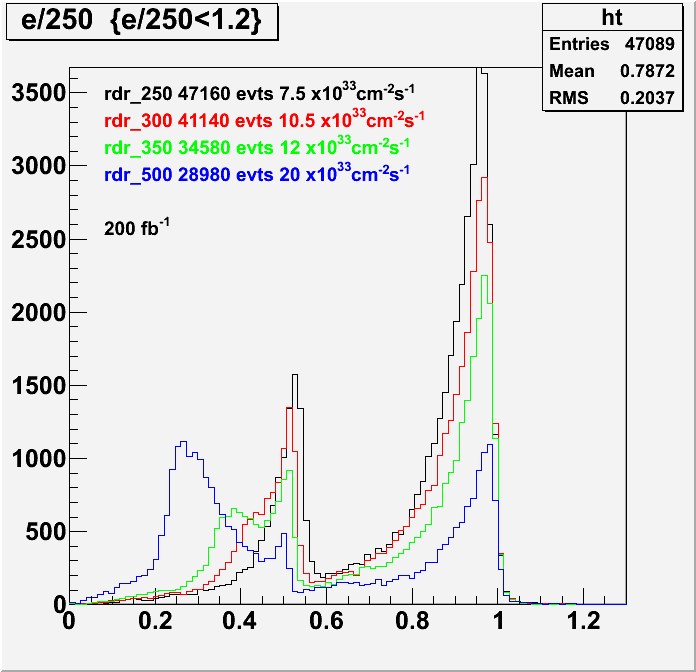 e/250 {e/250<1.2}
ht
Entries 47089
Mean 0.7872
RMS 0.2037
rdr_250 47160 evts 7.5 x10³³cm⁻²s⁻¹
rdr_300 41140 evts 10.5 x10³³cm⁻²s⁻¹
rdr_350 34580 evts 12 x10³³cm⁻²s⁻¹
rdr_500 28980 evts 20 x10³³cm⁻²s⁻¹
200 fb⁻¹
3500
3000
2500
2000
1500
1000
500
0
0 0.2 0.4 0.6 0.8 1 1.2